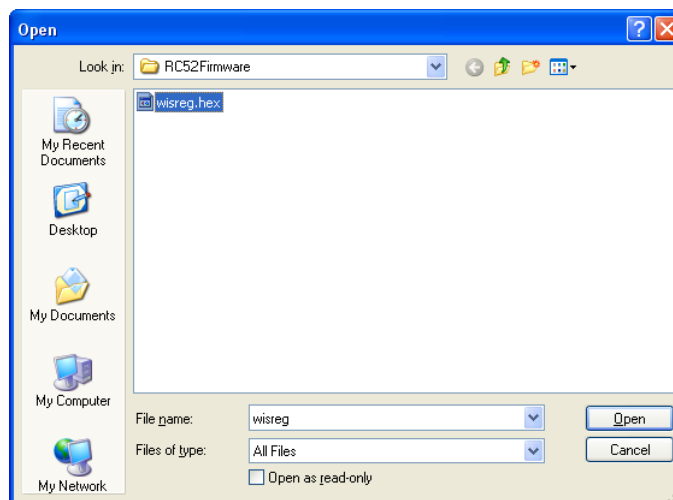 Open
Look in:
RC52Firmware
wisreg.hex
My Recent
Documents
Desktop
My Documents
My Computer
My Network
File name:
wisreg
Open
Files of type:
All Files
Cancel
Open as read-only